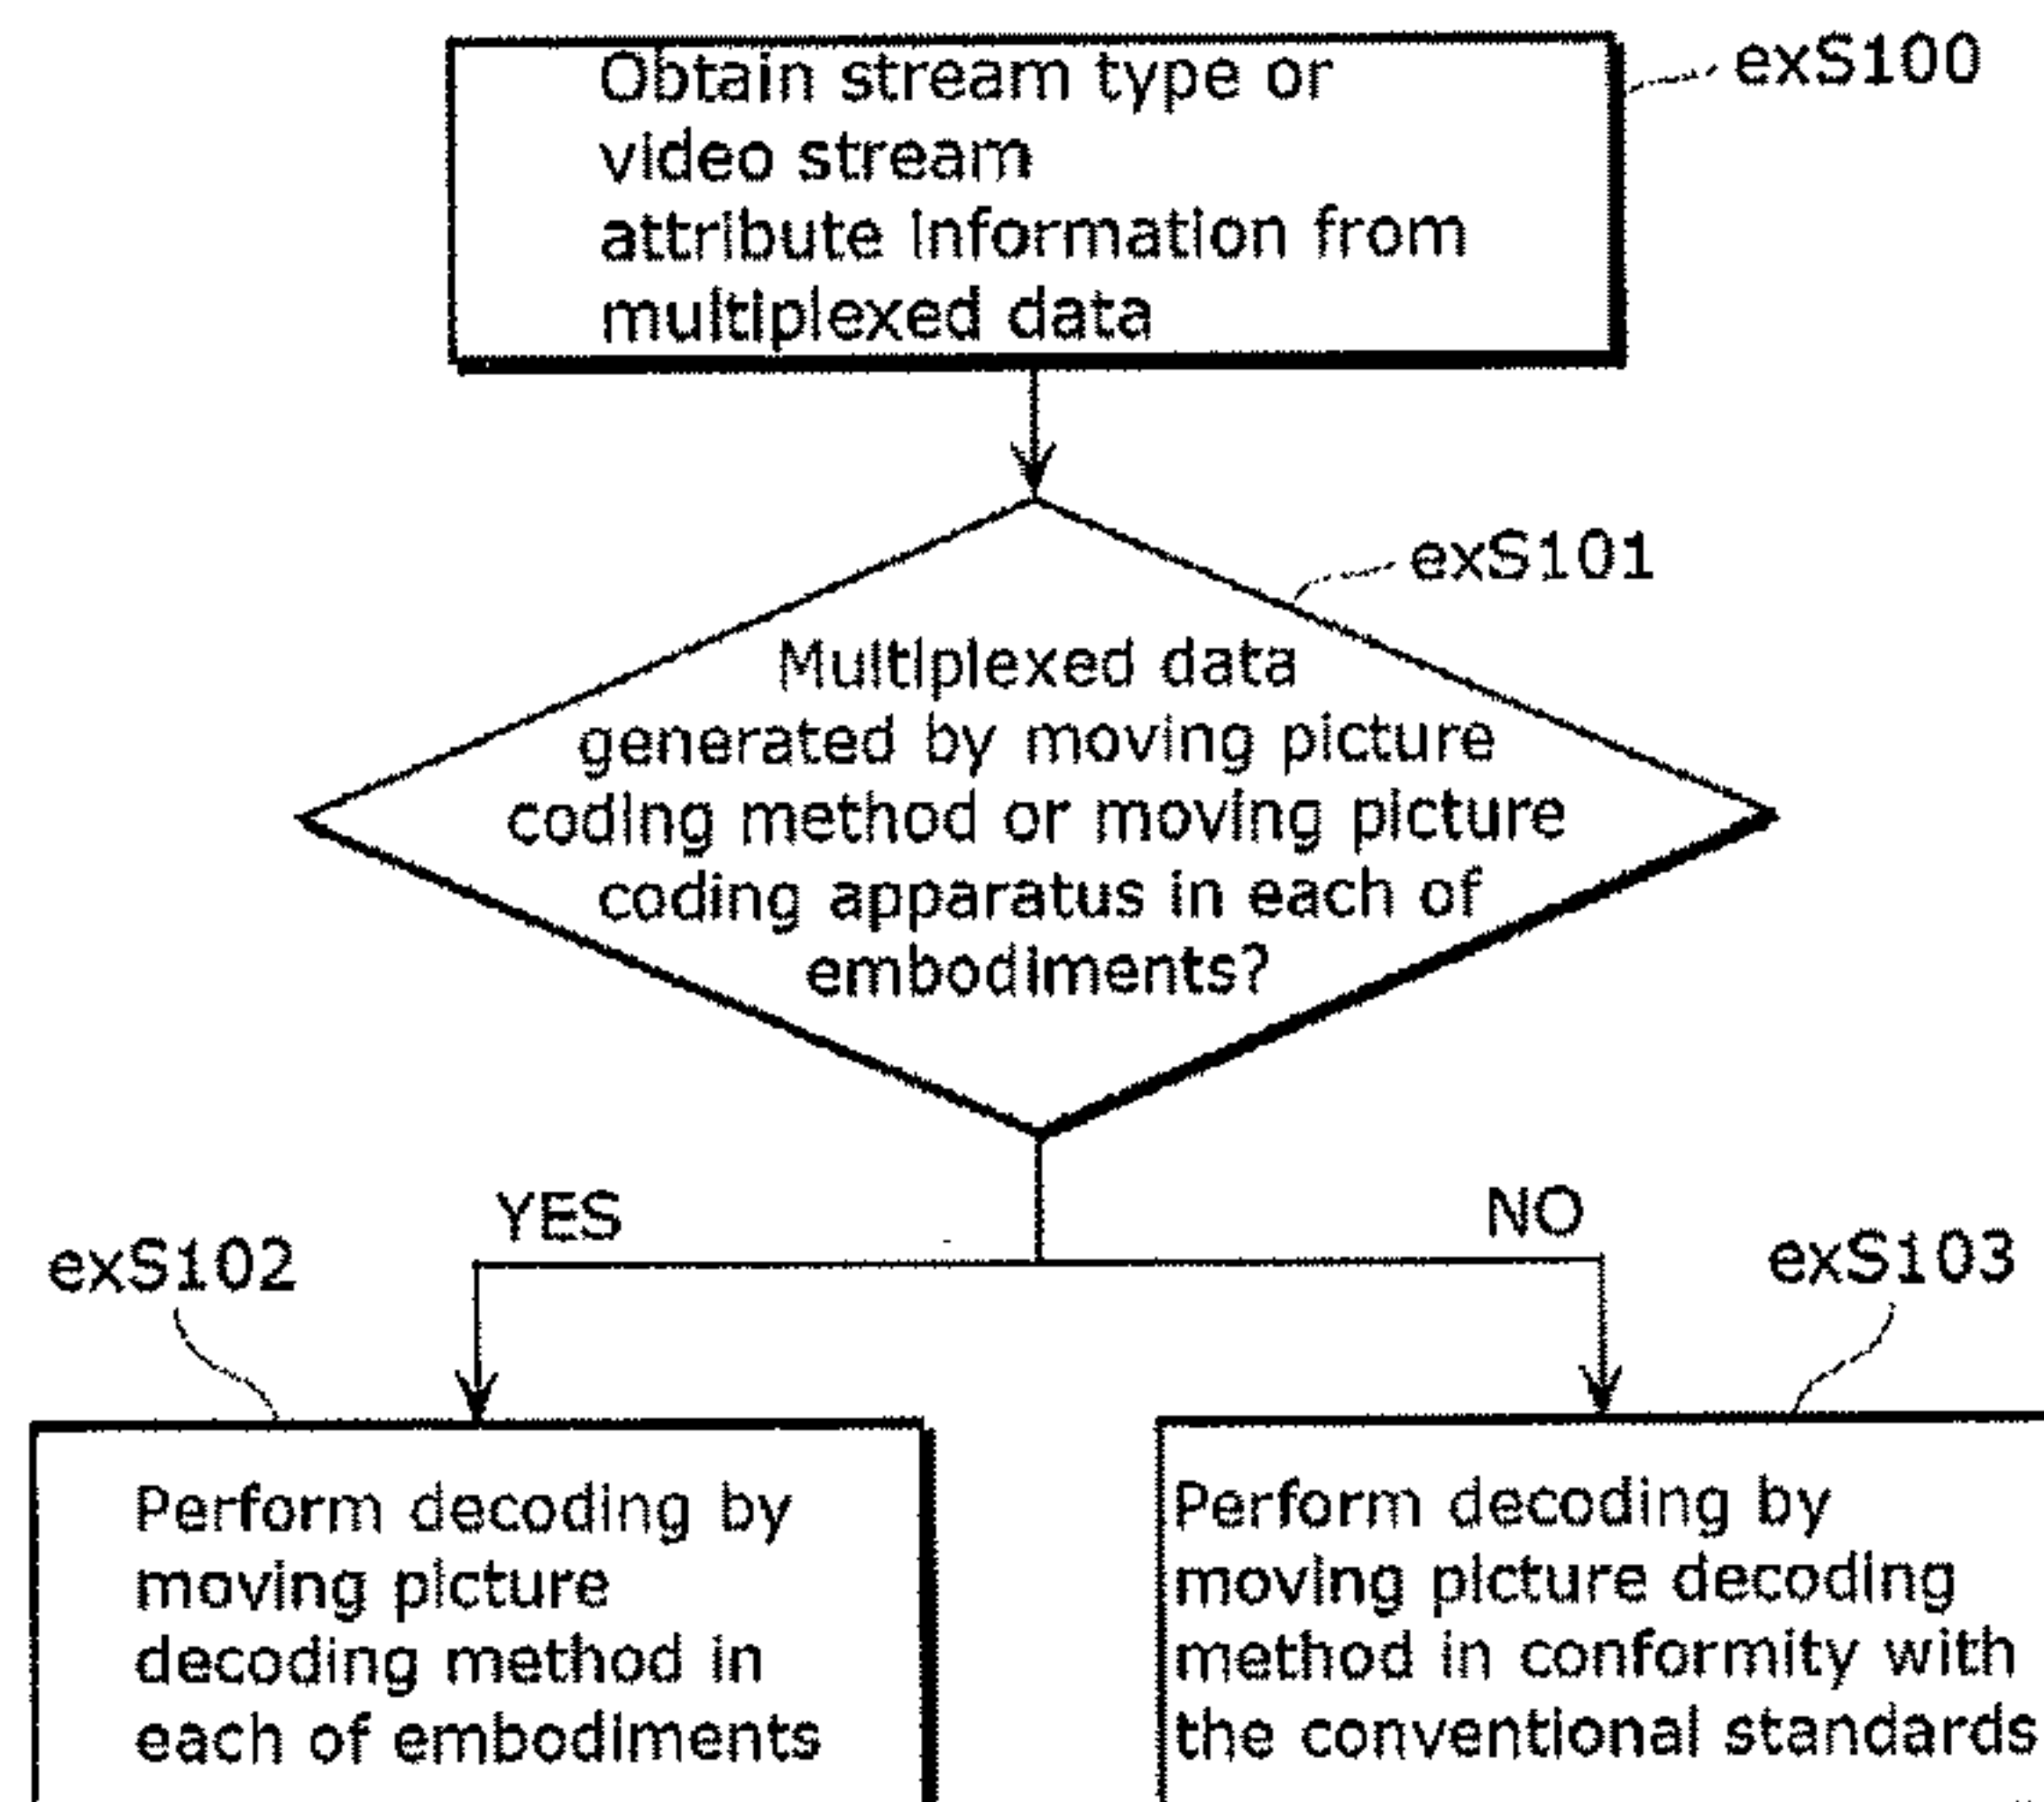 Obtain stream type or
video stream
attribute information from
multiplexed data
exS100
exS101
Multiplexed data
generated by moving picture
coding method or moving picture
coding apparatus in each of
embodiments?
YES
NO
exS102
exS103
Perform decoding by
moving picture
decoding method in
each of embodiments
Perform decoding by
moving picture decoding
method in conformity with
the conventional standards